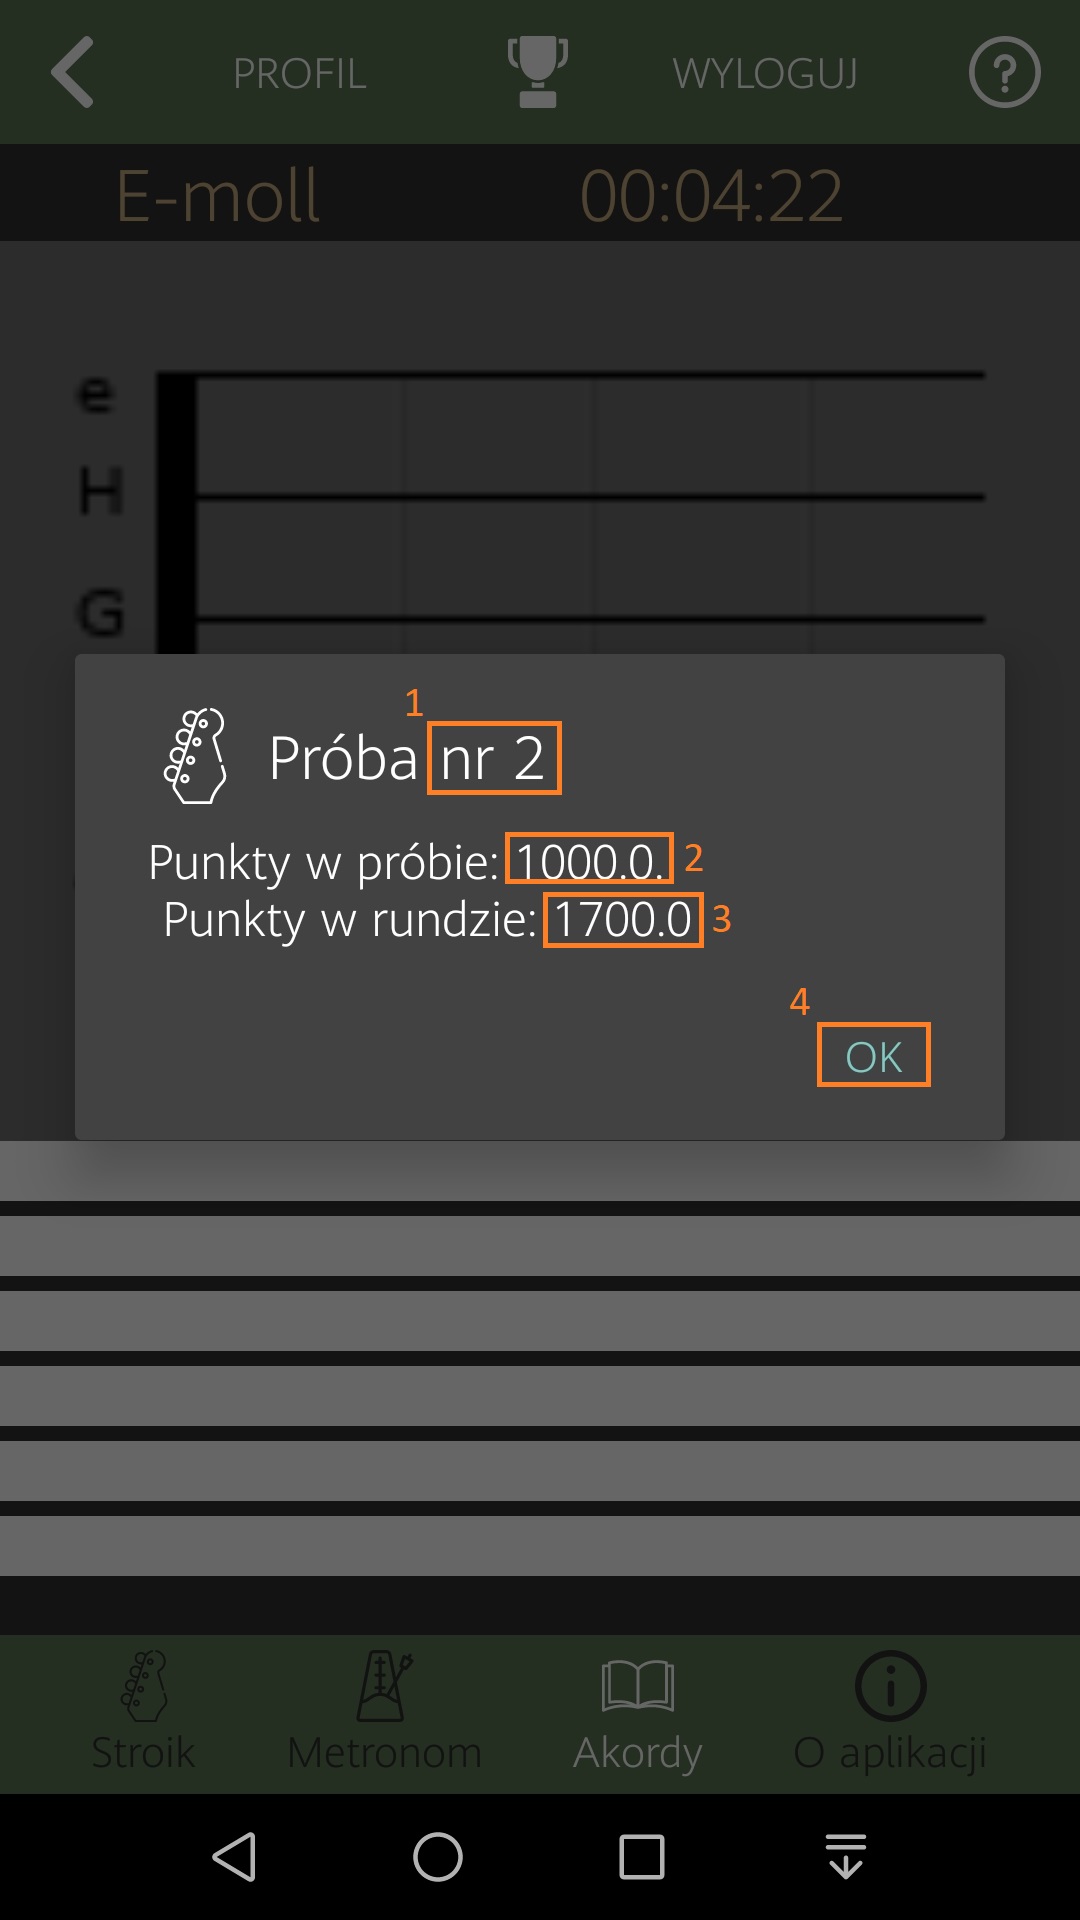 PROFIL WYLOGUJ ?
E-moll 00:04:22
e
H
G
1
Próba nr 2
Punkty w próbie: 1000.0. 2
Punkty w rundzie: 1700.0 3
4
OK
Stroik Metronom Akordy O aplikacji